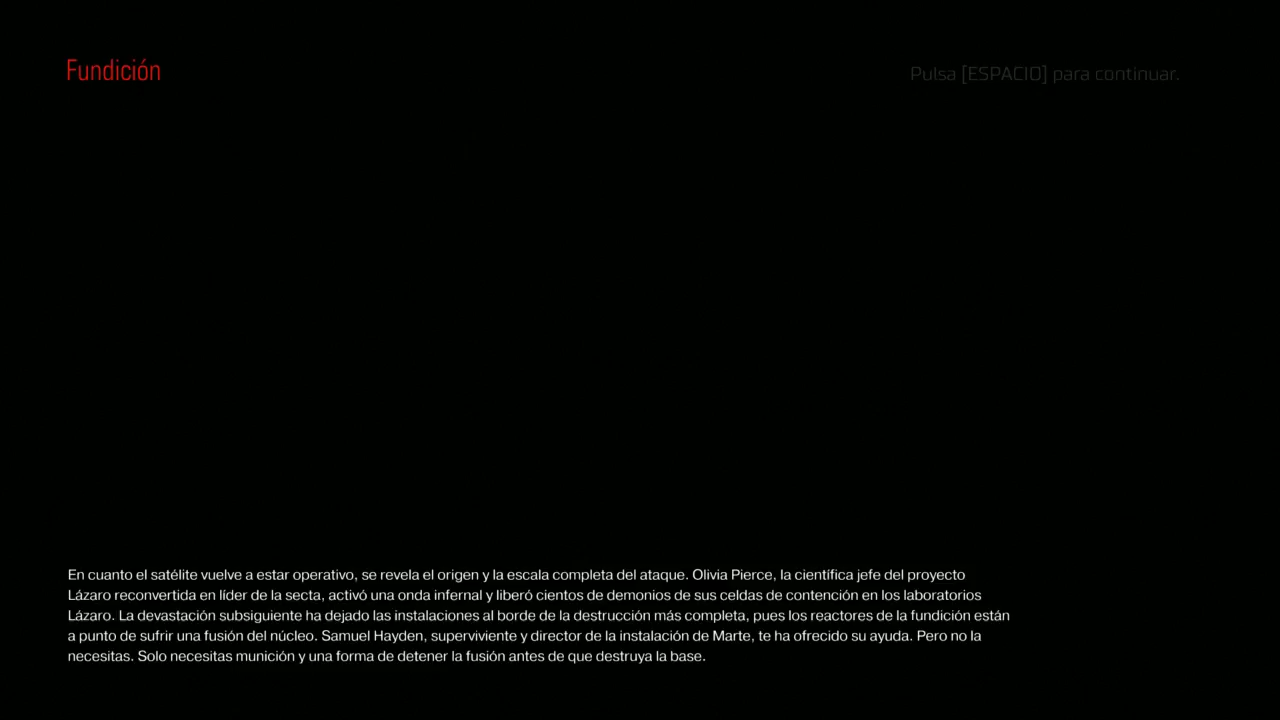 Fundición
Pulsa [ESPACIO] para continuar.
En cuanto el satélite vuelve a estar operativo, se revela el origen y la escala completa del ataque. Olivia Pierce, la científica jefe del proyecto
Lázaro reconvertida en líder de la secta, activó una onda infernal y liberó cientos de demonios de sus celdas de contención en los laboratorios
Lázaro. La devastación subsiguiente ha dejado las instalaciones al borde de la destrucción más completa, pues los reactores de la fundición están
a punto de sufrir una fusión del núcleo. Samuel Hayden, superviviente y director de la instalación de Marte, te ha ofrecido su ayuda. Pero no la
necesitas. Solo necesitas munición y una forma de detener la fusión antes de que destruya la base.